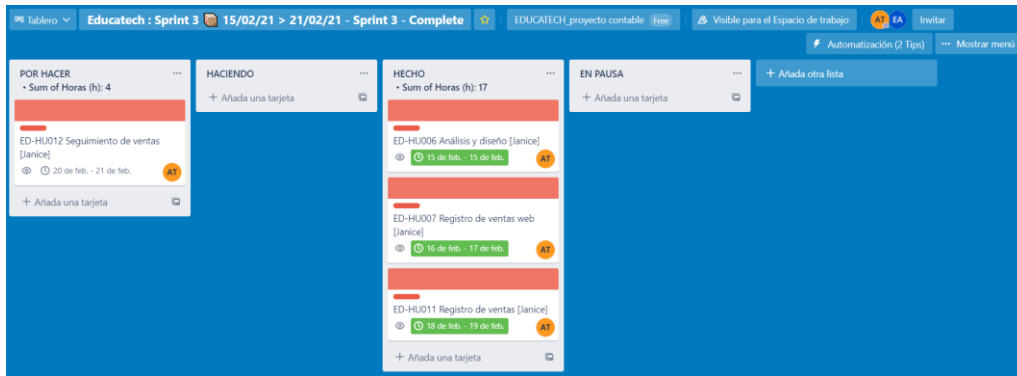 Tablero
Educatech : Sprint 3 15/02/21 > 21/02/21 - Sprint 3 - Complete
EDUCATECH_proyecto contable Free
Visible para el Espacio de trabajo
AT EA
Invitar
Automatización (2 Tips)
··· Mostrar menú
POR HACER ···
• Sum of Horas (h): 4
ED-HU012 Seguimiento de ventas
[Janice]
20 de feb. - 21 de feb.
AT
+ Añada una tarjeta
HACIENDO ···
+ Añada una tarjeta
HECHO ···
• Sum of Horas (h): 17
ED-HU006 Análisis y diseño [Janice]
15 de feb. - 15 de feb.
AT
ED-HU007 Registro de ventas web
[Janice]
16 de feb. - 17 de feb.
AT
ED-HU011 Registro de ventas [Janice]
18 de feb. - 19 de feb.
AT
+ Añada una tarjeta
EN PAUSA ···
+ Añada una tarjeta
+ Añada otra lista